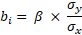 b_i = β × σ_y / σ_x